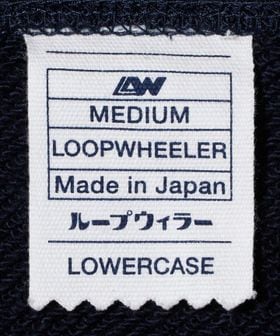 LW
MEDIUM
LOOPWHEELER
Made in Japan
ループウィラー
LOWERCASE